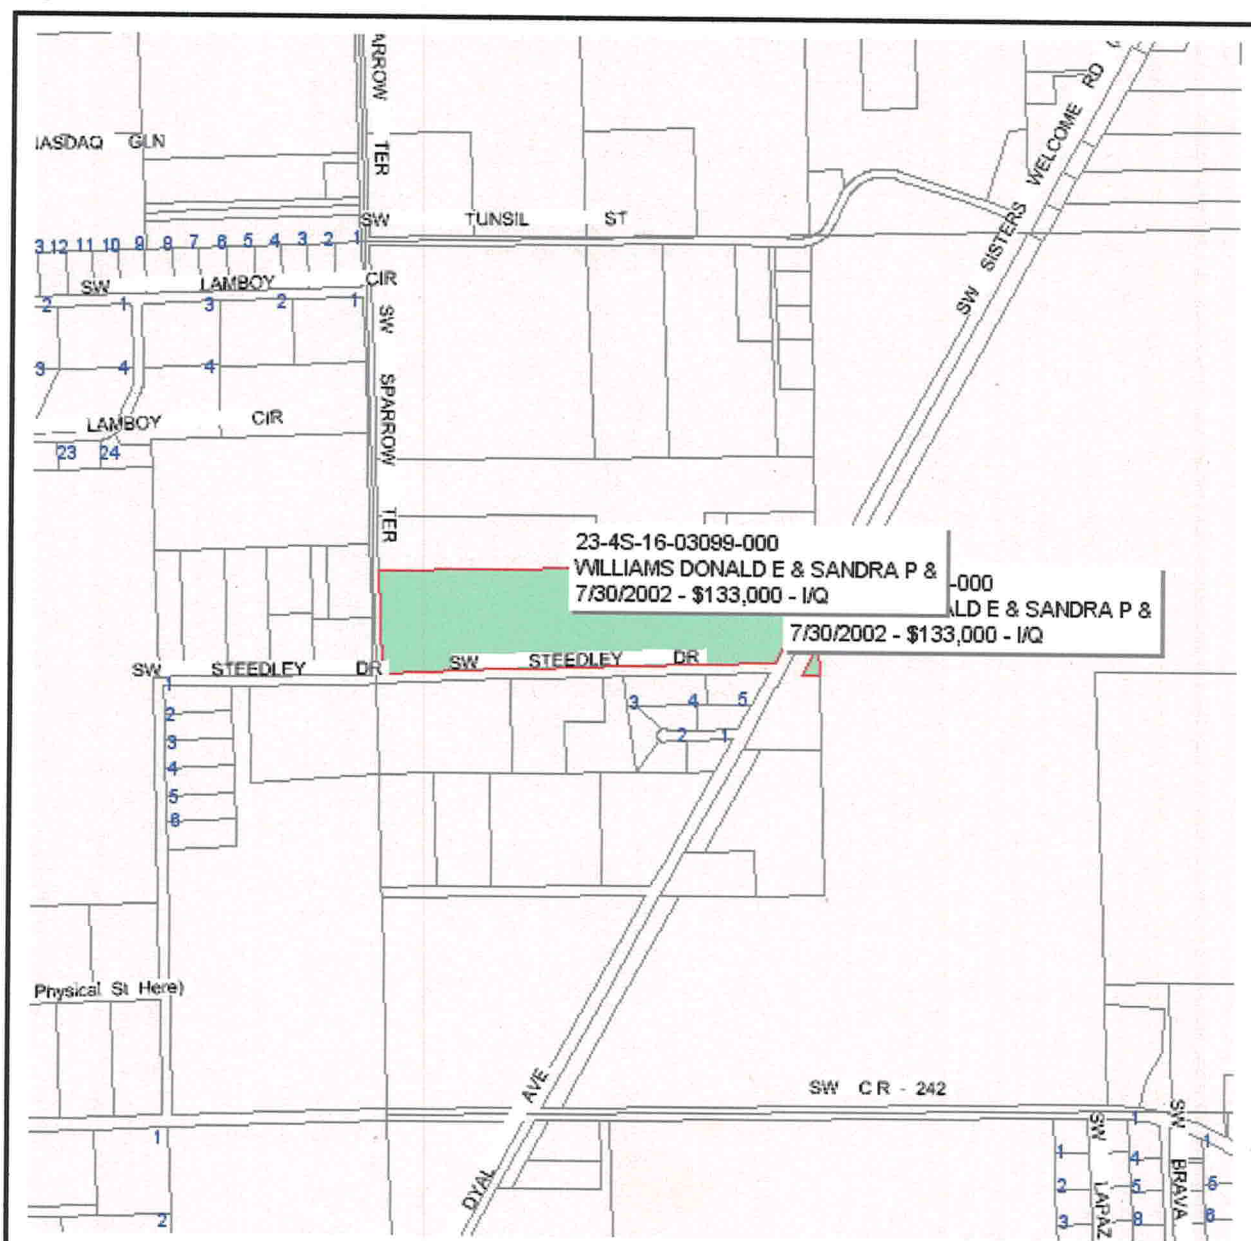 ARROW TER
IASDAQ GLN
SW SISTERS WELCOME RD
SW TUNSIL ST
3 12 11 10 9 8 7 6 5 4 3 2 1
SW LAMBOY CIR
2 1 3 2 1
SW SPARROW TER
3 4 4
LAMBOY CIR
23 24
23-4S-16-03099-000
WILLIAMS DONALD E & SANDRA P &
7/30/2002 - $133,000 - I/Q
-000
ALD E & SANDRA P &
7/30/2002 - $133,000 - I/Q
SW STEEDLEY DR
SW STEEDLEY DR
1
2
3
4
5
6
3 4 5
2 1
Physical St Here)
DYAL AVE
SW CR - 242
1
2
SW LAPAZ
SW BRAVA
1
2
3
1
4
5
8
1
5
6